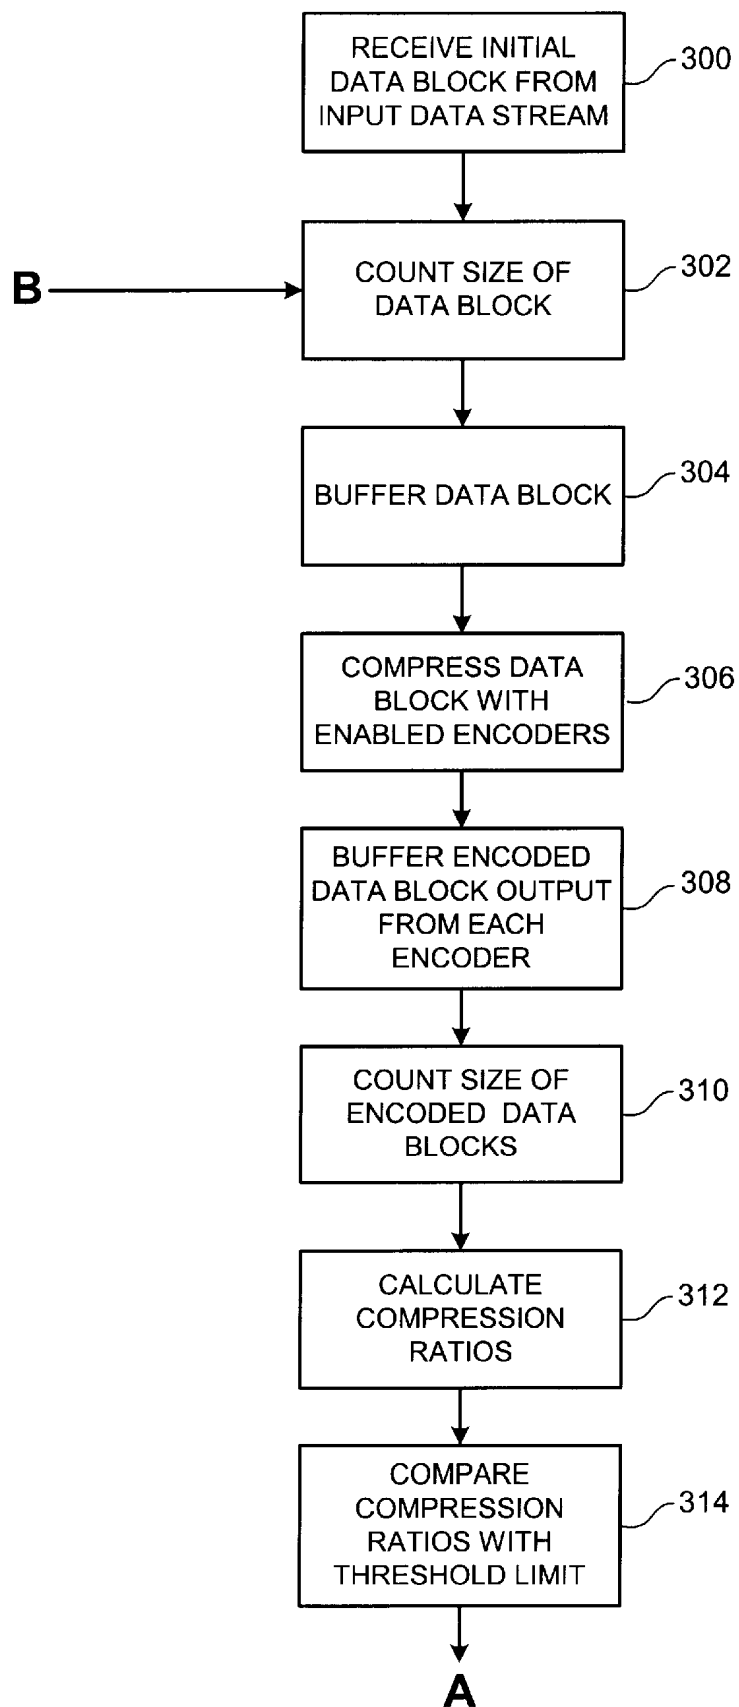 RECEIVE INITIAL
DATA BLOCK FROM
INPUT DATA STREAM
300
B
COUNT SIZE OF
DATA BLOCK
302
BUFFER DATA BLOCK
304
COMPRESS DATA
BLOCK WITH
ENABLED ENCODERS
306
BUFFER ENCODED
DATA BLOCK OUTPUT
FROM EACH
ENCODER
308
COUNT SIZE OF
ENCODED DATA
BLOCKS
310
CALCULATE
COMPRESSION
RATIOS
312
COMPARE
COMPRESSION
RATIOS WITH
THRESHOLD LIMIT
314
A